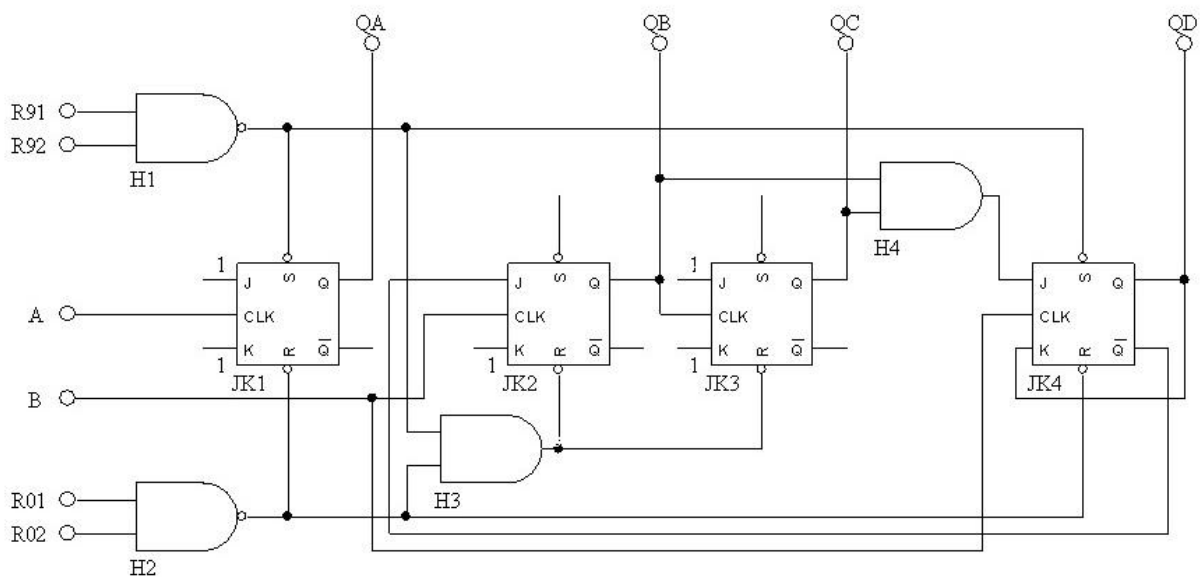 QA QB QC QD
R91
R92
H1
H4
1 J S Q CLK K R Q 1 JK1
J S Q CLK K R Q 1 JK2
1 J S Q CLK K R Q 1 JK3
J S Q CLK K R Q JK4
A
B
H3
R01
R02
H2